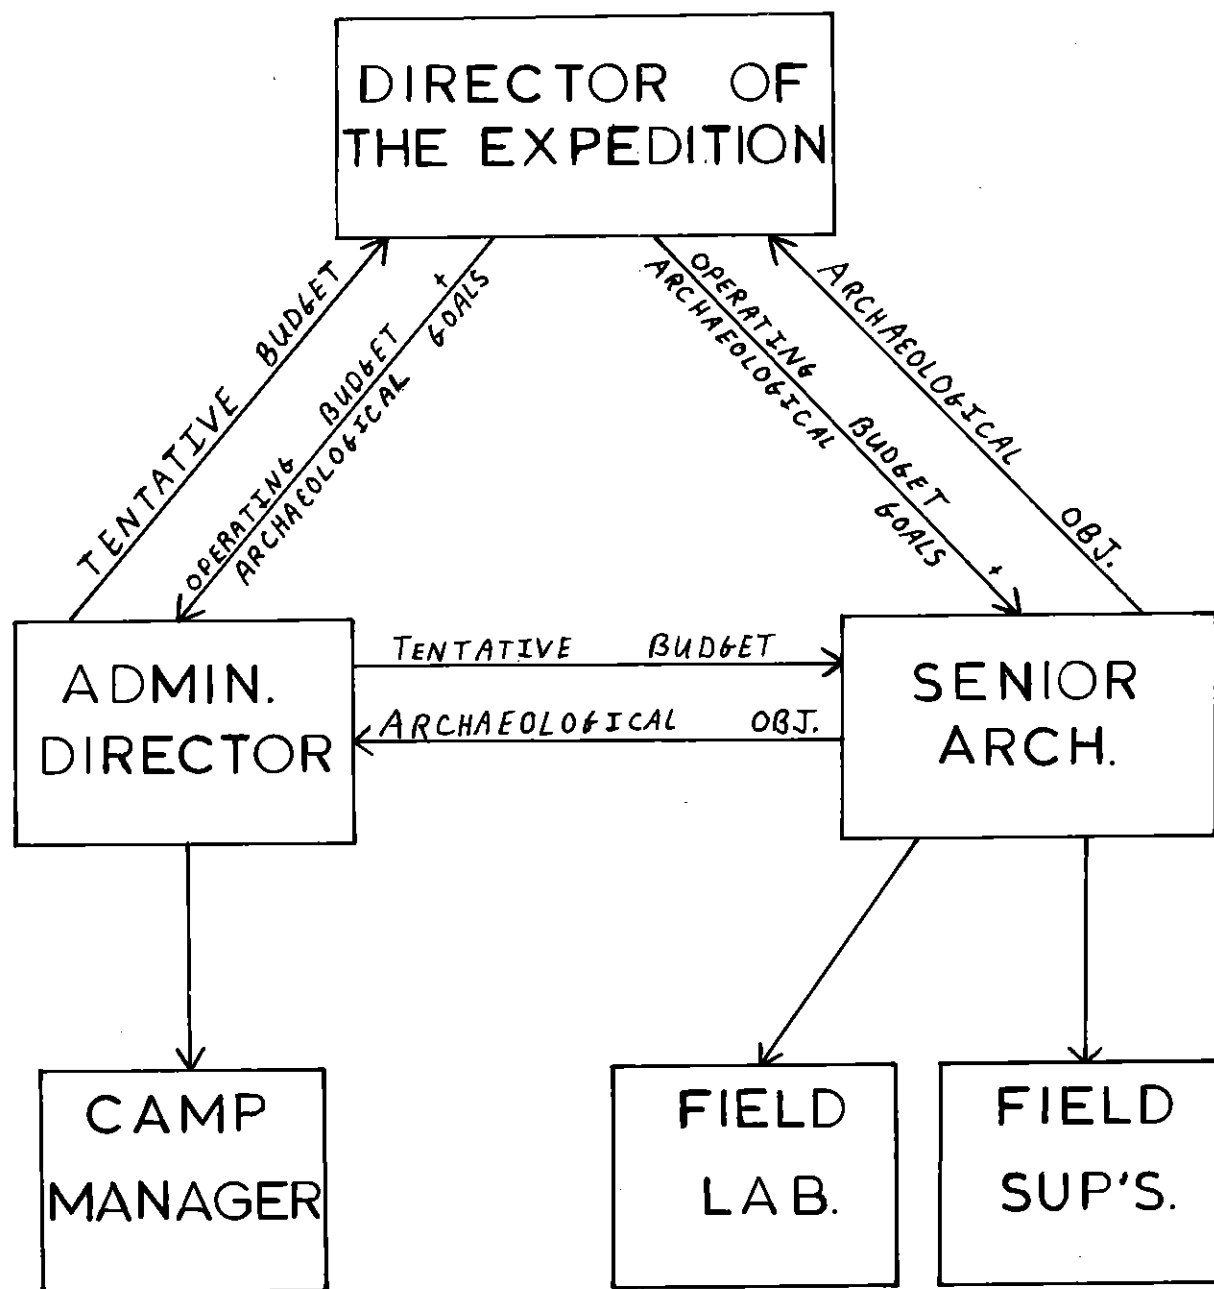 DIRECTOR OF
THE EXPEDITION
TENTATIVE BUDGET
OPERATING BUDGET +
ARCHAEOLOGICAL GOALS
OPERATING BUDGET +
ARCHAEOLOGICAL GOALS
ARCHAEOLOGICAL OBJ.
ADMIN.
DIRECTOR
TENTATIVE BUDGET
ARCHAEOLOGICAL OBJ.
SENIOR
ARCH.
CAMP
MANAGER
FIELD
LAB.
FIELD
SUP'S.